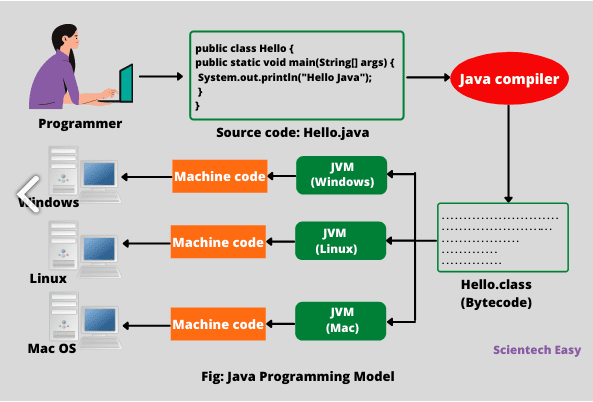 public class Hello {
public static void main(String[] args) {
System.out.println("Hello Java");
}
}
Java compiler
Programmer
Source code: Hello.java
Windows
Machine code
JVM
(Windows)
Linux
Machine code
JVM
(Linux)
Hello.class
(Bytecode)
Mac OS
Machine code
JVM
(Mac)
Scientech Easy
Fig: Java Programming Model